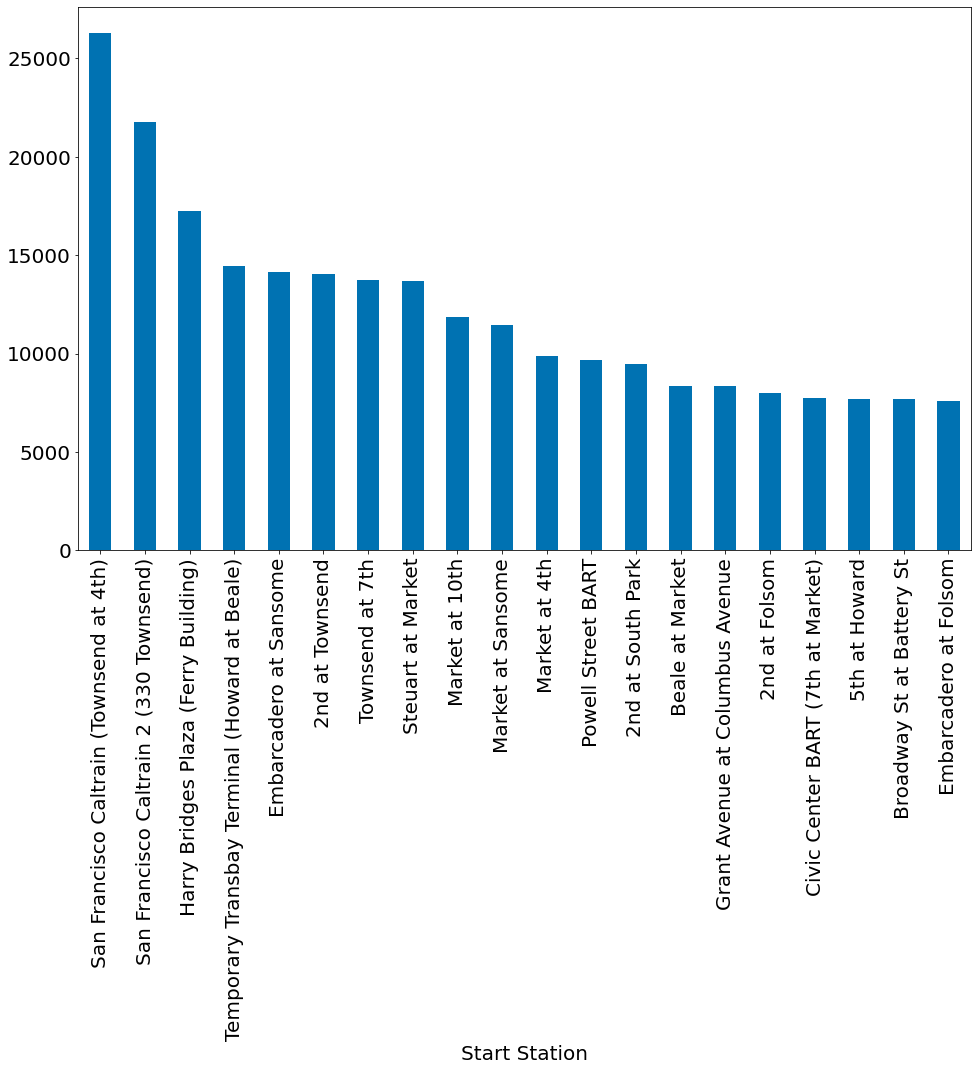 25000
20000
15000
10000
5000
0
San Francisco Caltrain (Townsend at 4th)
San Francisco Caltrain 2 (330 Townsend)
Harry Bridges Plaza (Ferry Building)
Temporary Transbay Terminal (Howard at Beale)
Embarcadero at Sansome
2nd at Townsend
Townsend at 7th
Steuart at Market
Market at 10th
Market at Sansome
Market at 4th
Powell Street BART
2nd at South Park
Beale at Market
Grant Avenue at Columbus Avenue
2nd at Folsom
Civic Center BART (7th at Market)
5th at Howard
Broadway St at Battery St
Embarcadero at Folsom
Start Station